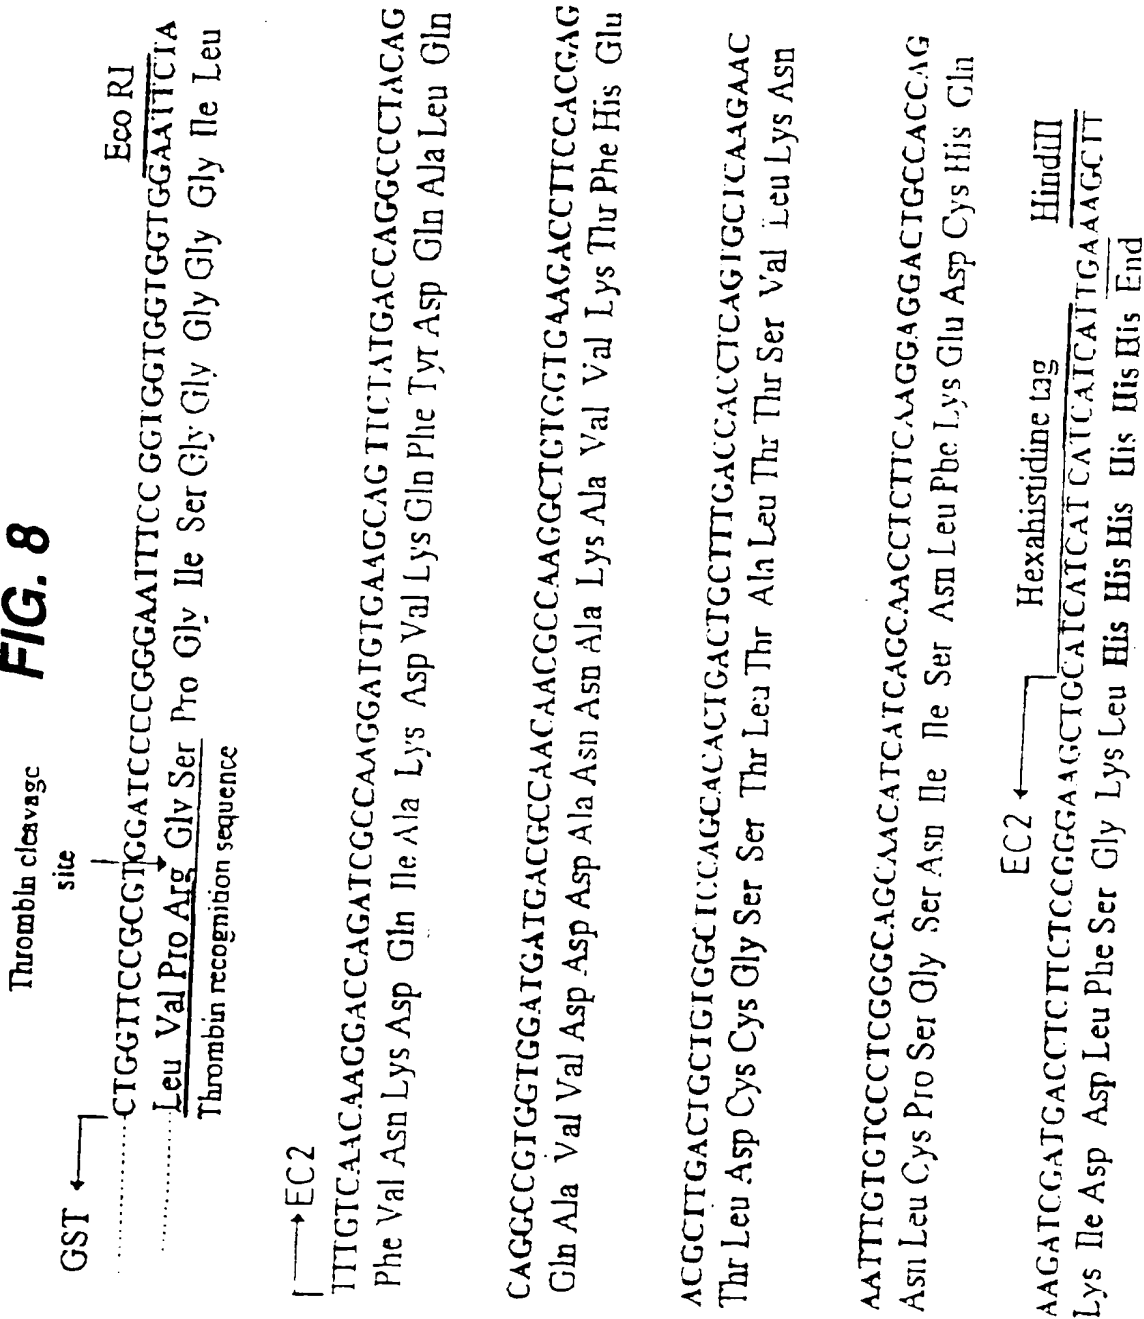 FIG. 8
Thrombin cleavage
site
GST
Eco R1
CTGGTTCCGCGTGGATCCCCGGGAATTTCC GGTGGTGGTGGTGGAATTCTA
Leu Val Pro Arg Gly Ser Pro Gly Ile Ser Gly Gly Gly Gly Gly Ile Leu
Thrombin recognition sequence
EC2
TTTGTCAACAAGGACCAGATCGCCAAGGATGTGAAGCAG TTCTATGACCAGGCCCTACAG
Phe Val Asn Lys Asp Gln Ile Ala Lys Asp Val Lys Gln Phe Tyr Asp Gln Ala Leu Gln
CAGGCCGTGGTGGATGATGACGCCAACAACGCCAAGGCTGTGGTGAAGACCTTCCACGAG
Gln Ala Val Val Asp Asp Asp Ala Asn Asn Ala Lys Ala Val Val Lys Thr Phe His Glu
ACGCTTGACTGCTGTGGCTCCAGCACACTGACTGCTTTGACCACCTCAGTGCTCAAGAAC
Thr Leu Asp Cys Cys Gly Ser Ser Thr Leu Thr Ala Leu Thr Thr Ser Val Leu Lys Asn
AATTTGTGTCCCTCGGGCAGCAACATCATCAGCAACCTCTTCAAGGAGGACTGCCACCAG
Asn Leu Cys Pro Ser Gly Ser Asn Ile Ile Ser Asn Leu Phe Lys Glu Asp Cys His Gln
EC2
Hexahistidine tag
HindIII
AAGATCGATGACCTCTTCTCCGGGAAGCTGCATCATCATCATCATCATTGAAAGCTT
Lys Ile Asp Asp Leu Phe Ser Gly Lys Leu His His His His His His End